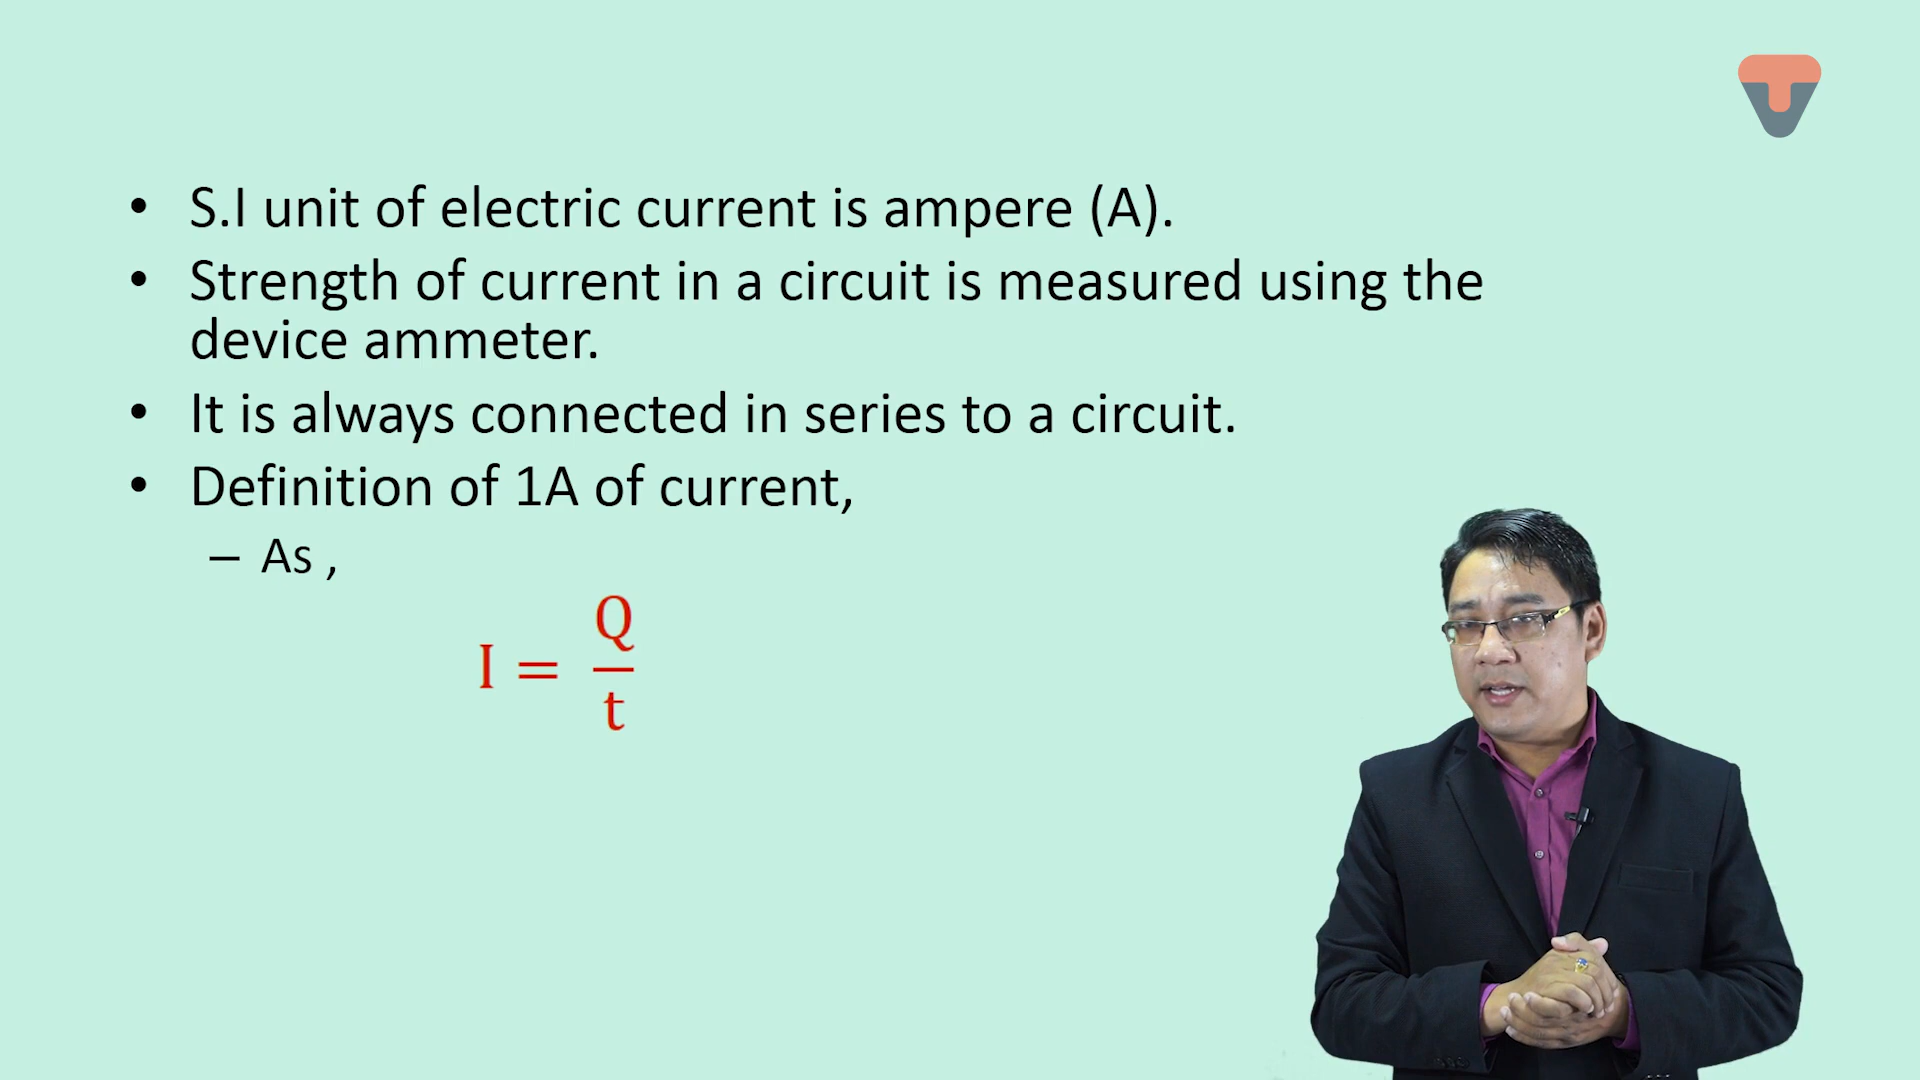 • S.I unit of electric current is ampere (A).
• Strength of current in a circuit is measured using the
device ammeter.
• It is always connected in series to a circuit.
• Definition of 1A of current,
– As ,
I = Q/t